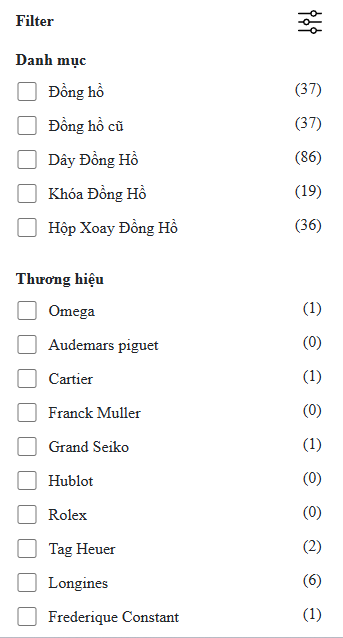 Filter
Danh mục
Đồng hồ (37)
Đồng hồ cũ (37)
Dây Đồng Hồ (86)
Khóa Đồng Hồ (19)
Hộp Xoay Đồng Hồ (36)
Thương hiệu
Omega (1)
Audemars piguet (0)
Cartier (1)
Franck Muller (0)
Grand Seiko (1)
Hublot (0)
Rolex (0)
Tag Heuer (2)
Longines (6)
Frederique Constant (1)